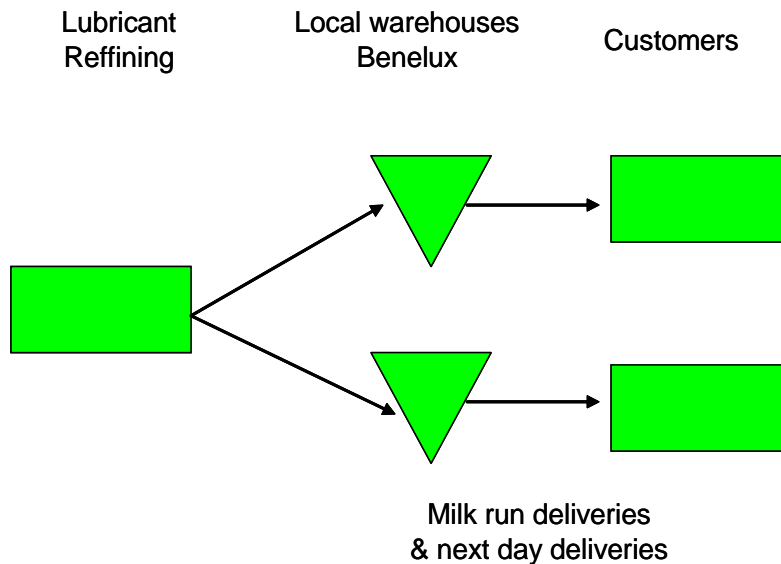 Lubricant
Reffining
Local warehouses
Benelux
Customers
Milk run deliveries
& next day deliveries